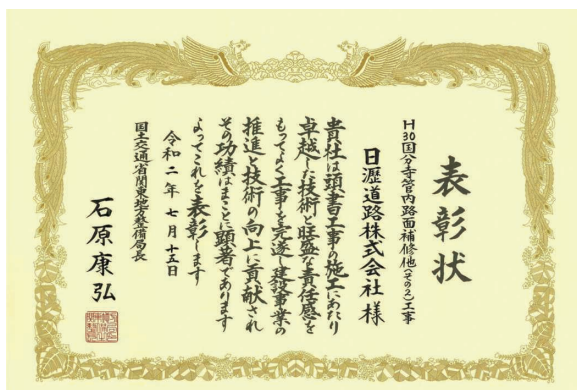 表彰状
H30国分寺管内路面補修他(その2)工事
日瀝道路株式会社 様
貴社は頭書工事の施工にあたり
卓越した技術と旺盛な責任感を
もってよく工事を完遂し建設事業の
推進と技術の向上に貢献され
その功績はまことに顕著であります
よってこれを表彰します
令和二年七月十五日
国土交通省関東地方整備局長
石原康弘